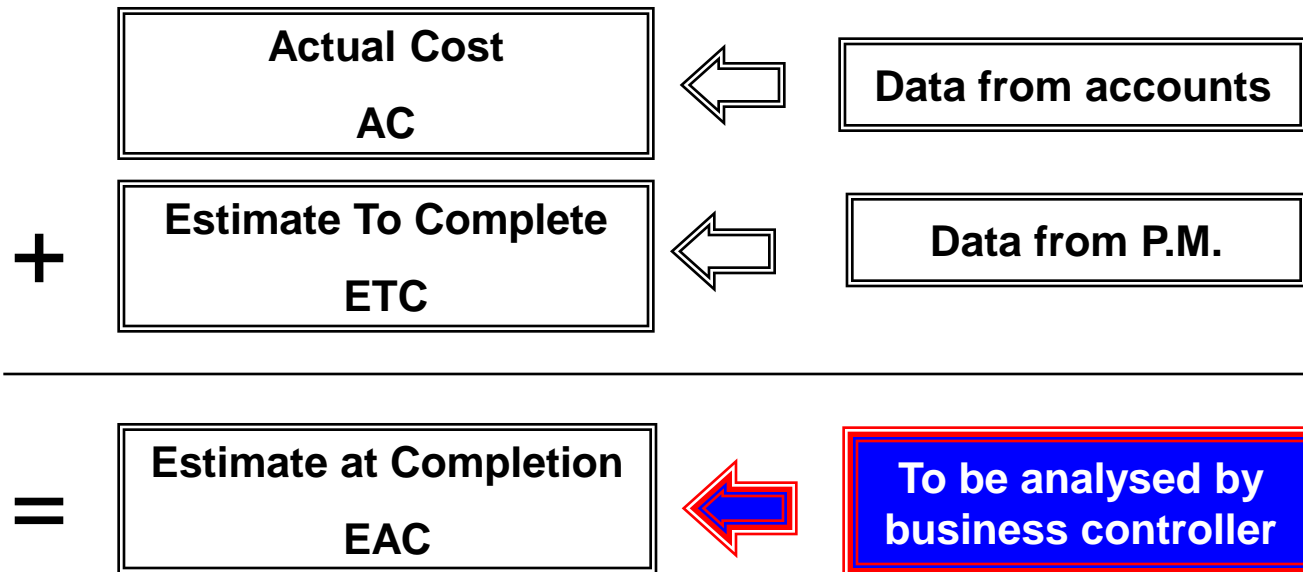 Actual Cost
AC
Data from accounts
+
Estimate To Complete
ETC
Data from P.M.
=
Estimate at Completion
EAC
To be analysed by
business controller